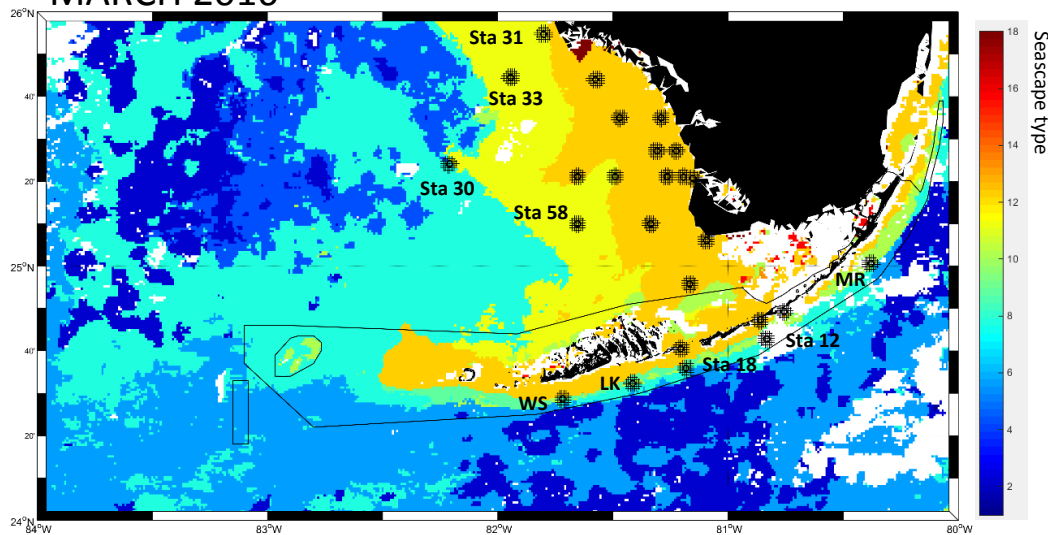 MARCH 2016
26°N
40'
20'
25°N
40'
20'
24°N
84°W
83°W
82°W
81°W
80°W
Sta 31
Sta 33
Sta 30
Sta 58
MR
Sta 12
Sta 18
LK
WS
18
16
14
12
10
8
6
4
2
Seascape type